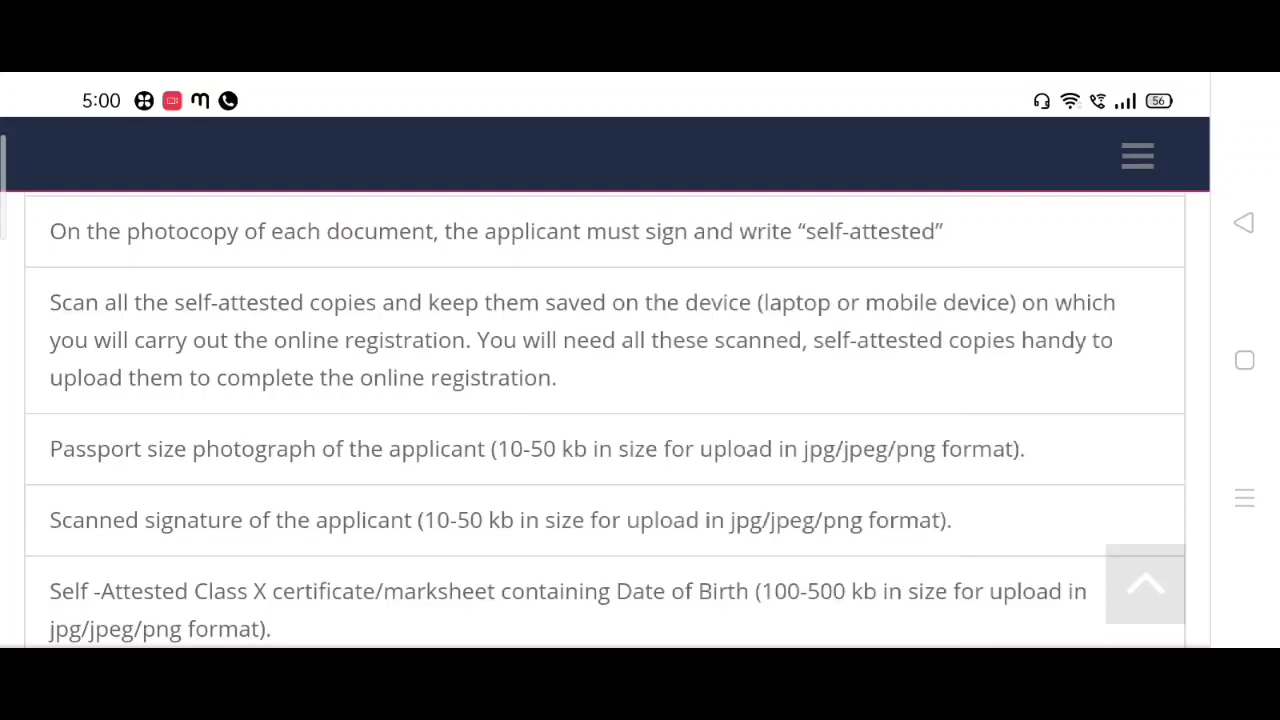 5:00
56
On the photocopy of each document, the applicant must sign and write “self-attested”
Scan all the self-attested copies and keep them saved on the device (laptop or mobile device) on which
you will carry out the online registration. You will need all these scanned, self-attested copies handy to
upload them to complete the online registration.
Passport size photograph of the applicant (10-50 kb in size for upload in jpg/jpeg/png format).
Scanned signature of the applicant (10-50 kb in size for upload in jpg/jpeg/png format).
Self -Attested Class X certificate/marksheet containing Date of Birth (100-500 kb in size for upload in
jpg/jpeg/png format).